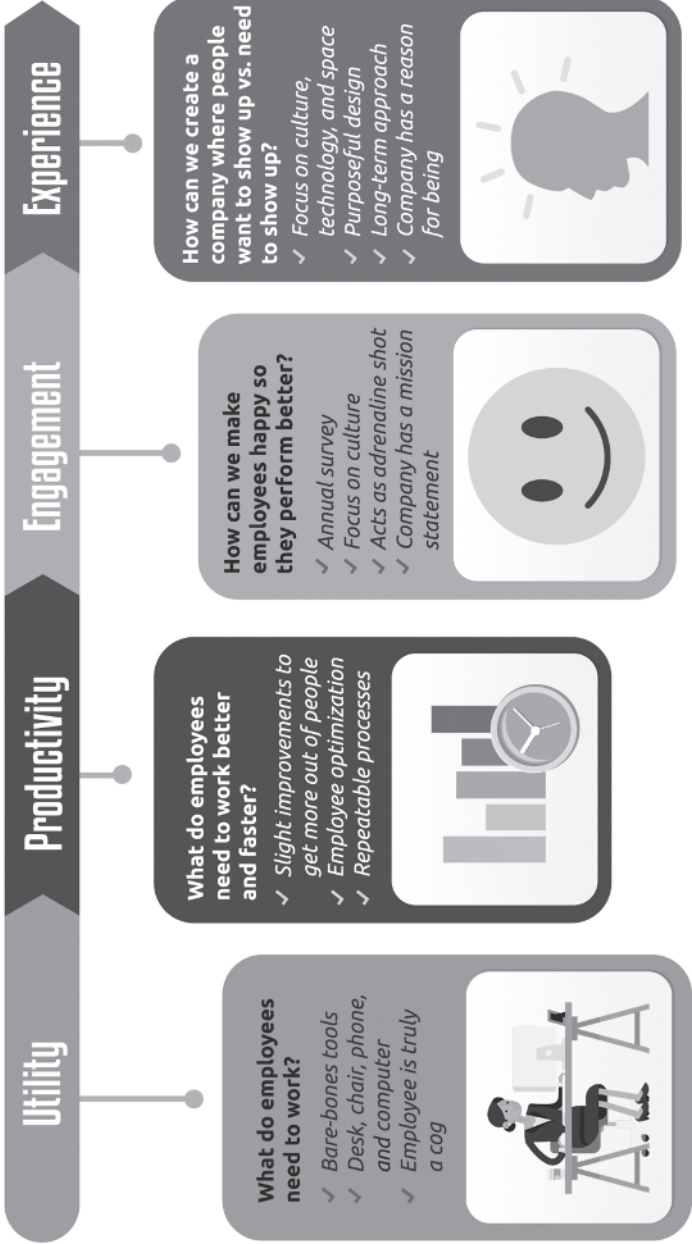 Utility
What do employees
need to work?
✓ Bare-bones tools
✓ Desk, chair, phone,
and computer
✓ Employee is truly
a cog
Productivity
What do employees
need to work better
and faster?
✓ Slight improvements to
get more out of people
✓ Employee optimization
✓ Repeatable processes
Engagement
How can we make
employees happy so
they perform better?
✓ Annual survey
✓ Focus on culture
✓ Acts as adrenaline shot
✓ Company has a mission
statement
Experience
How can we create a
company where people
want to show up vs. need
to show up?
✓ Focus on culture,
technology, and space
✓ Purposeful design
✓ Long-term approach
✓ Company has a reason
for being